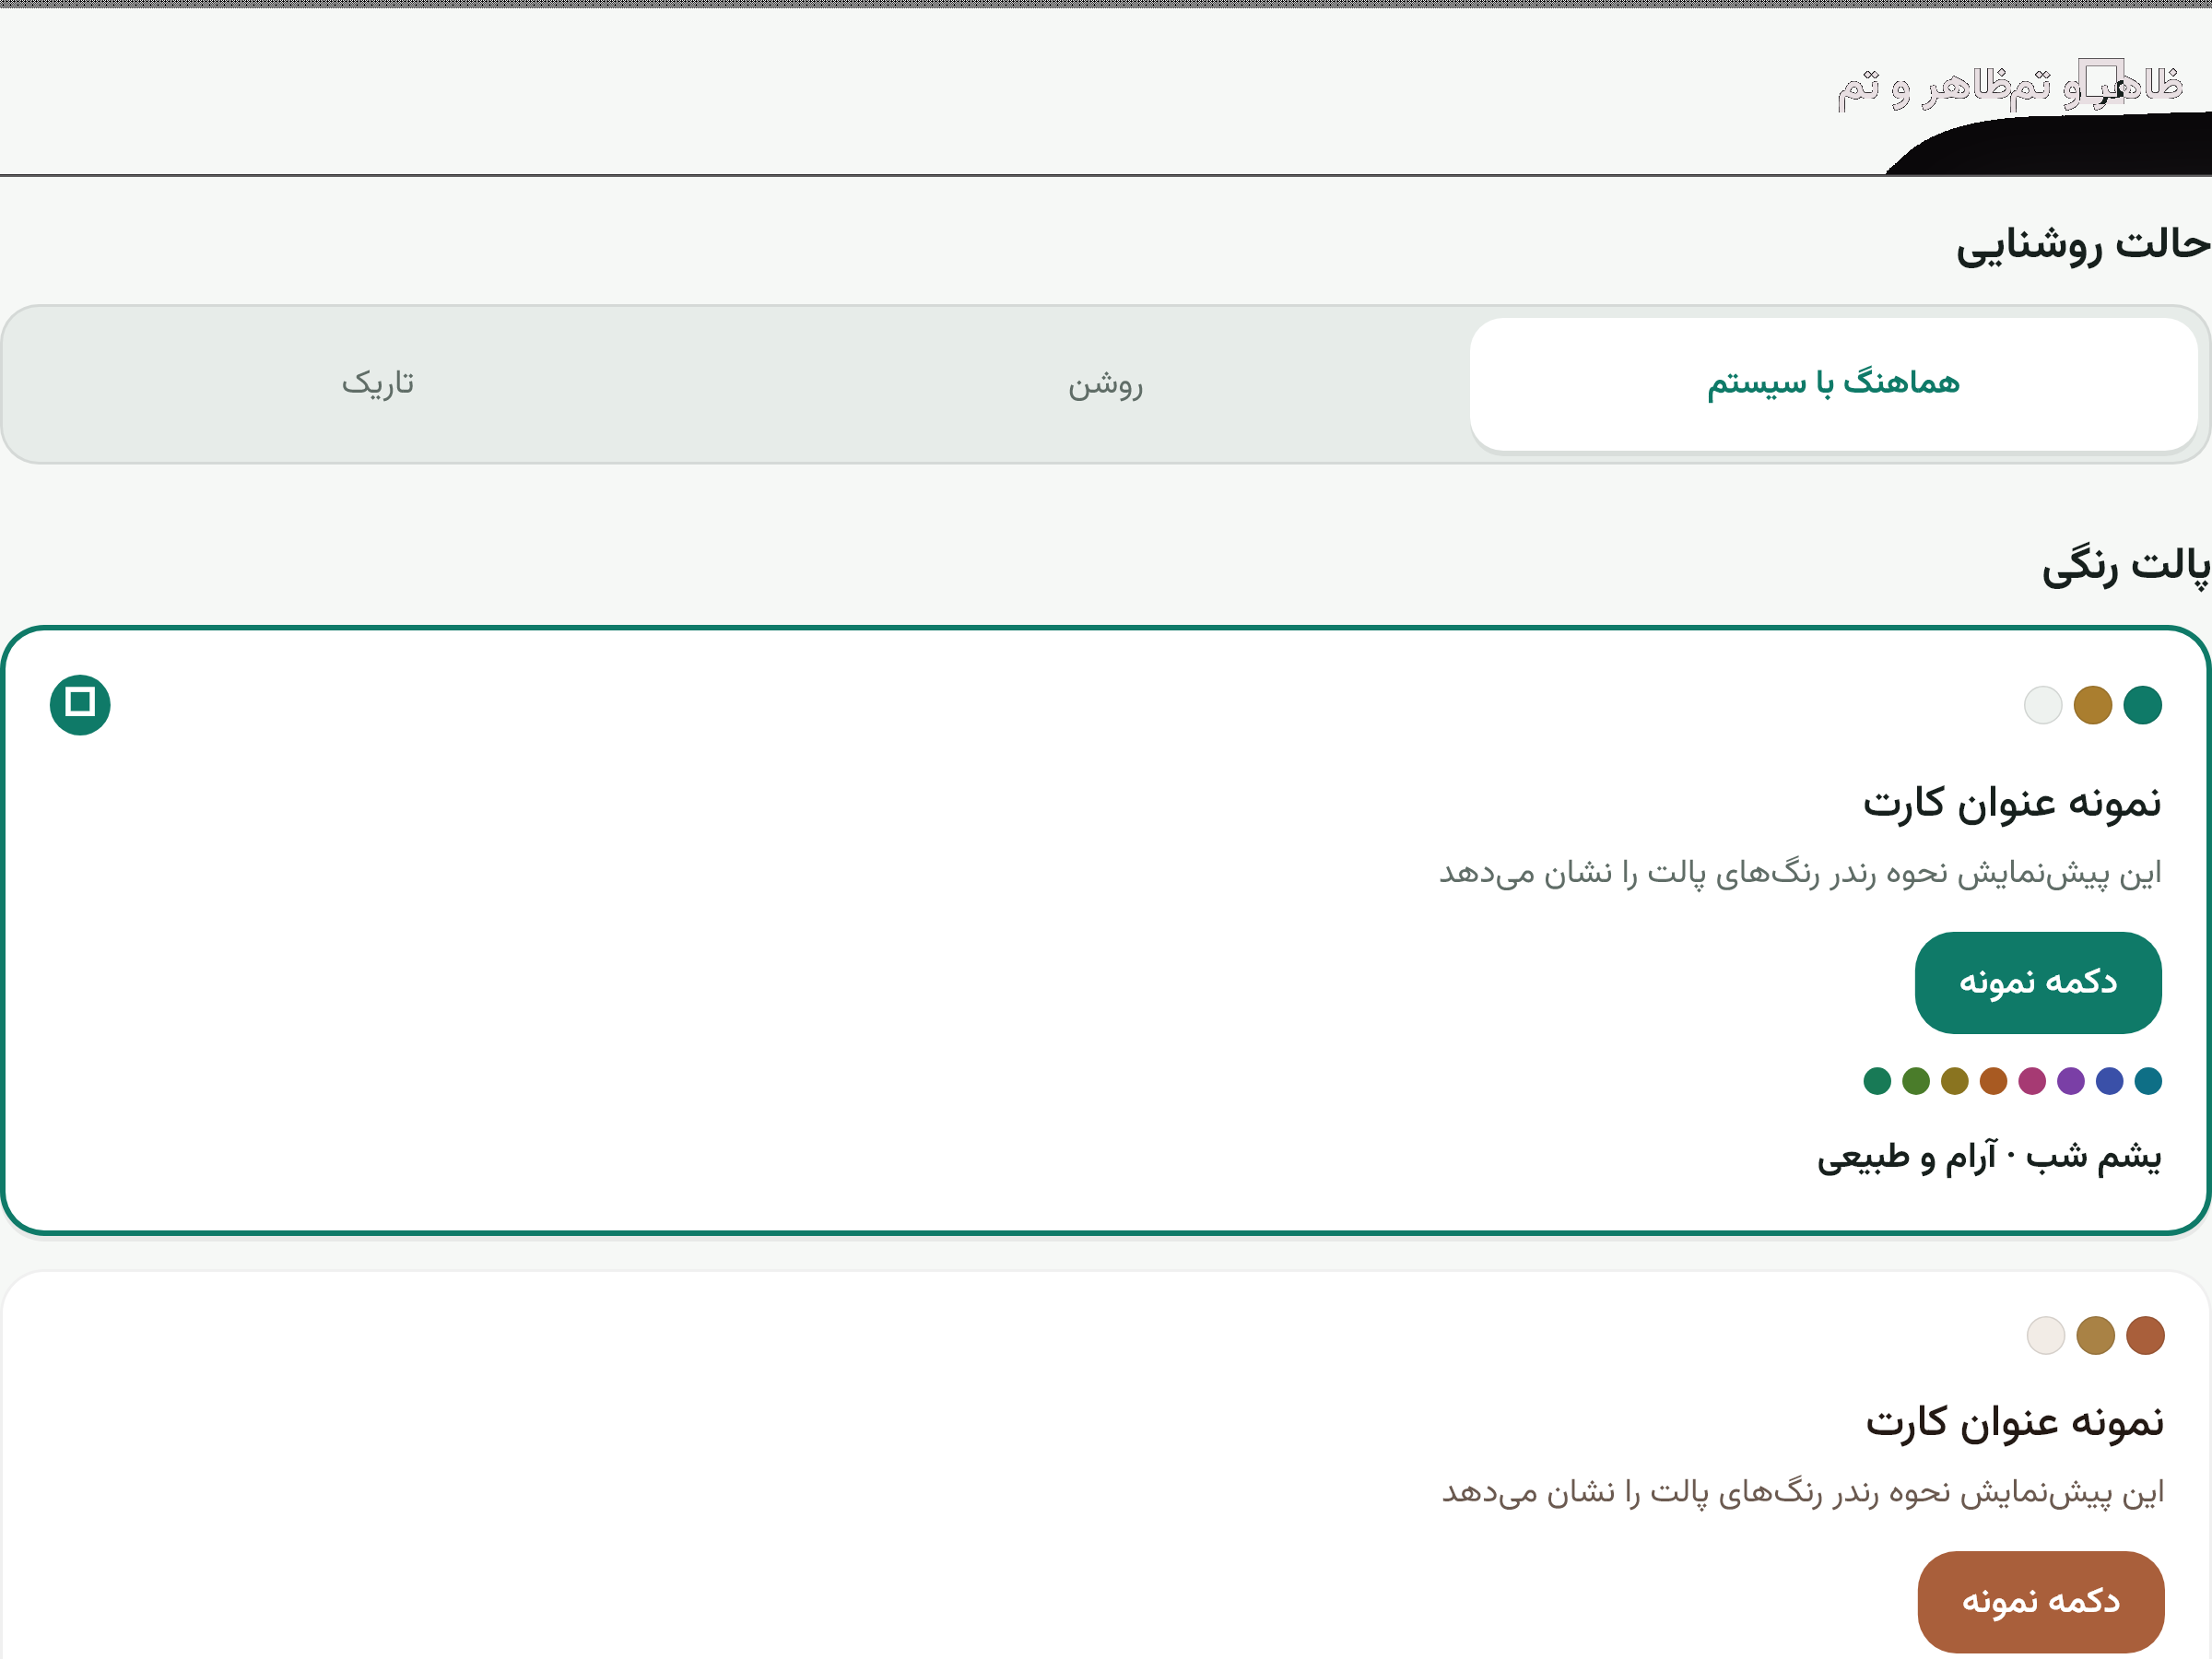 ظاهر و تم ظاهر و تم
حالت روشنایی
هماهنگ با سیستم
روشن
تاریک
پالت رنگی
نمونه عنوان کارت
این پیش‌نمایش نحوه رندر رنگ‌های پالت را نشان می‌دهد
دکمه نمونه
یشم شب · آرام و طبیعی
نمونه عنوان کارت
این پیش‌نمایش نحوه رندر رنگ‌های پالت را نشان می‌دهد
دکمه نمونه